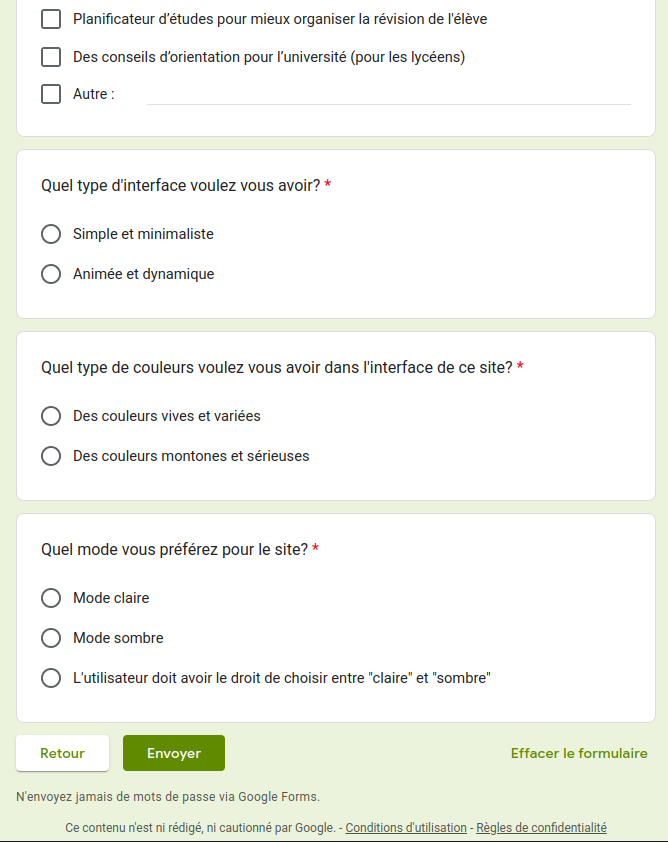 Planificateur d’études pour mieux organiser la révision de l'élève
Des conseils d’orientation pour l’université (pour les lycéens)
Autre :
Quel type d'interface voulez vous avoir? *
Simple et minimaliste
Animée et dynamique
Quel type de couleurs voulez vous avoir dans l'interface de ce site? *
Des couleurs vives et variées
Des couleurs montones et sérieuses
Quel mode vous préférez pour le site? *
Mode claire
Mode sombre
L'utilisateur doit avoir le droit de choisir entre "claire" et "sombre"
Retour Envoyer Effacer le formulaire
N'envoyez jamais de mots de passe via Google Forms.
Ce contenu n'est ni rédigé, ni cautionné par Google. - Conditions d'utilisation - Règles de confidentialité